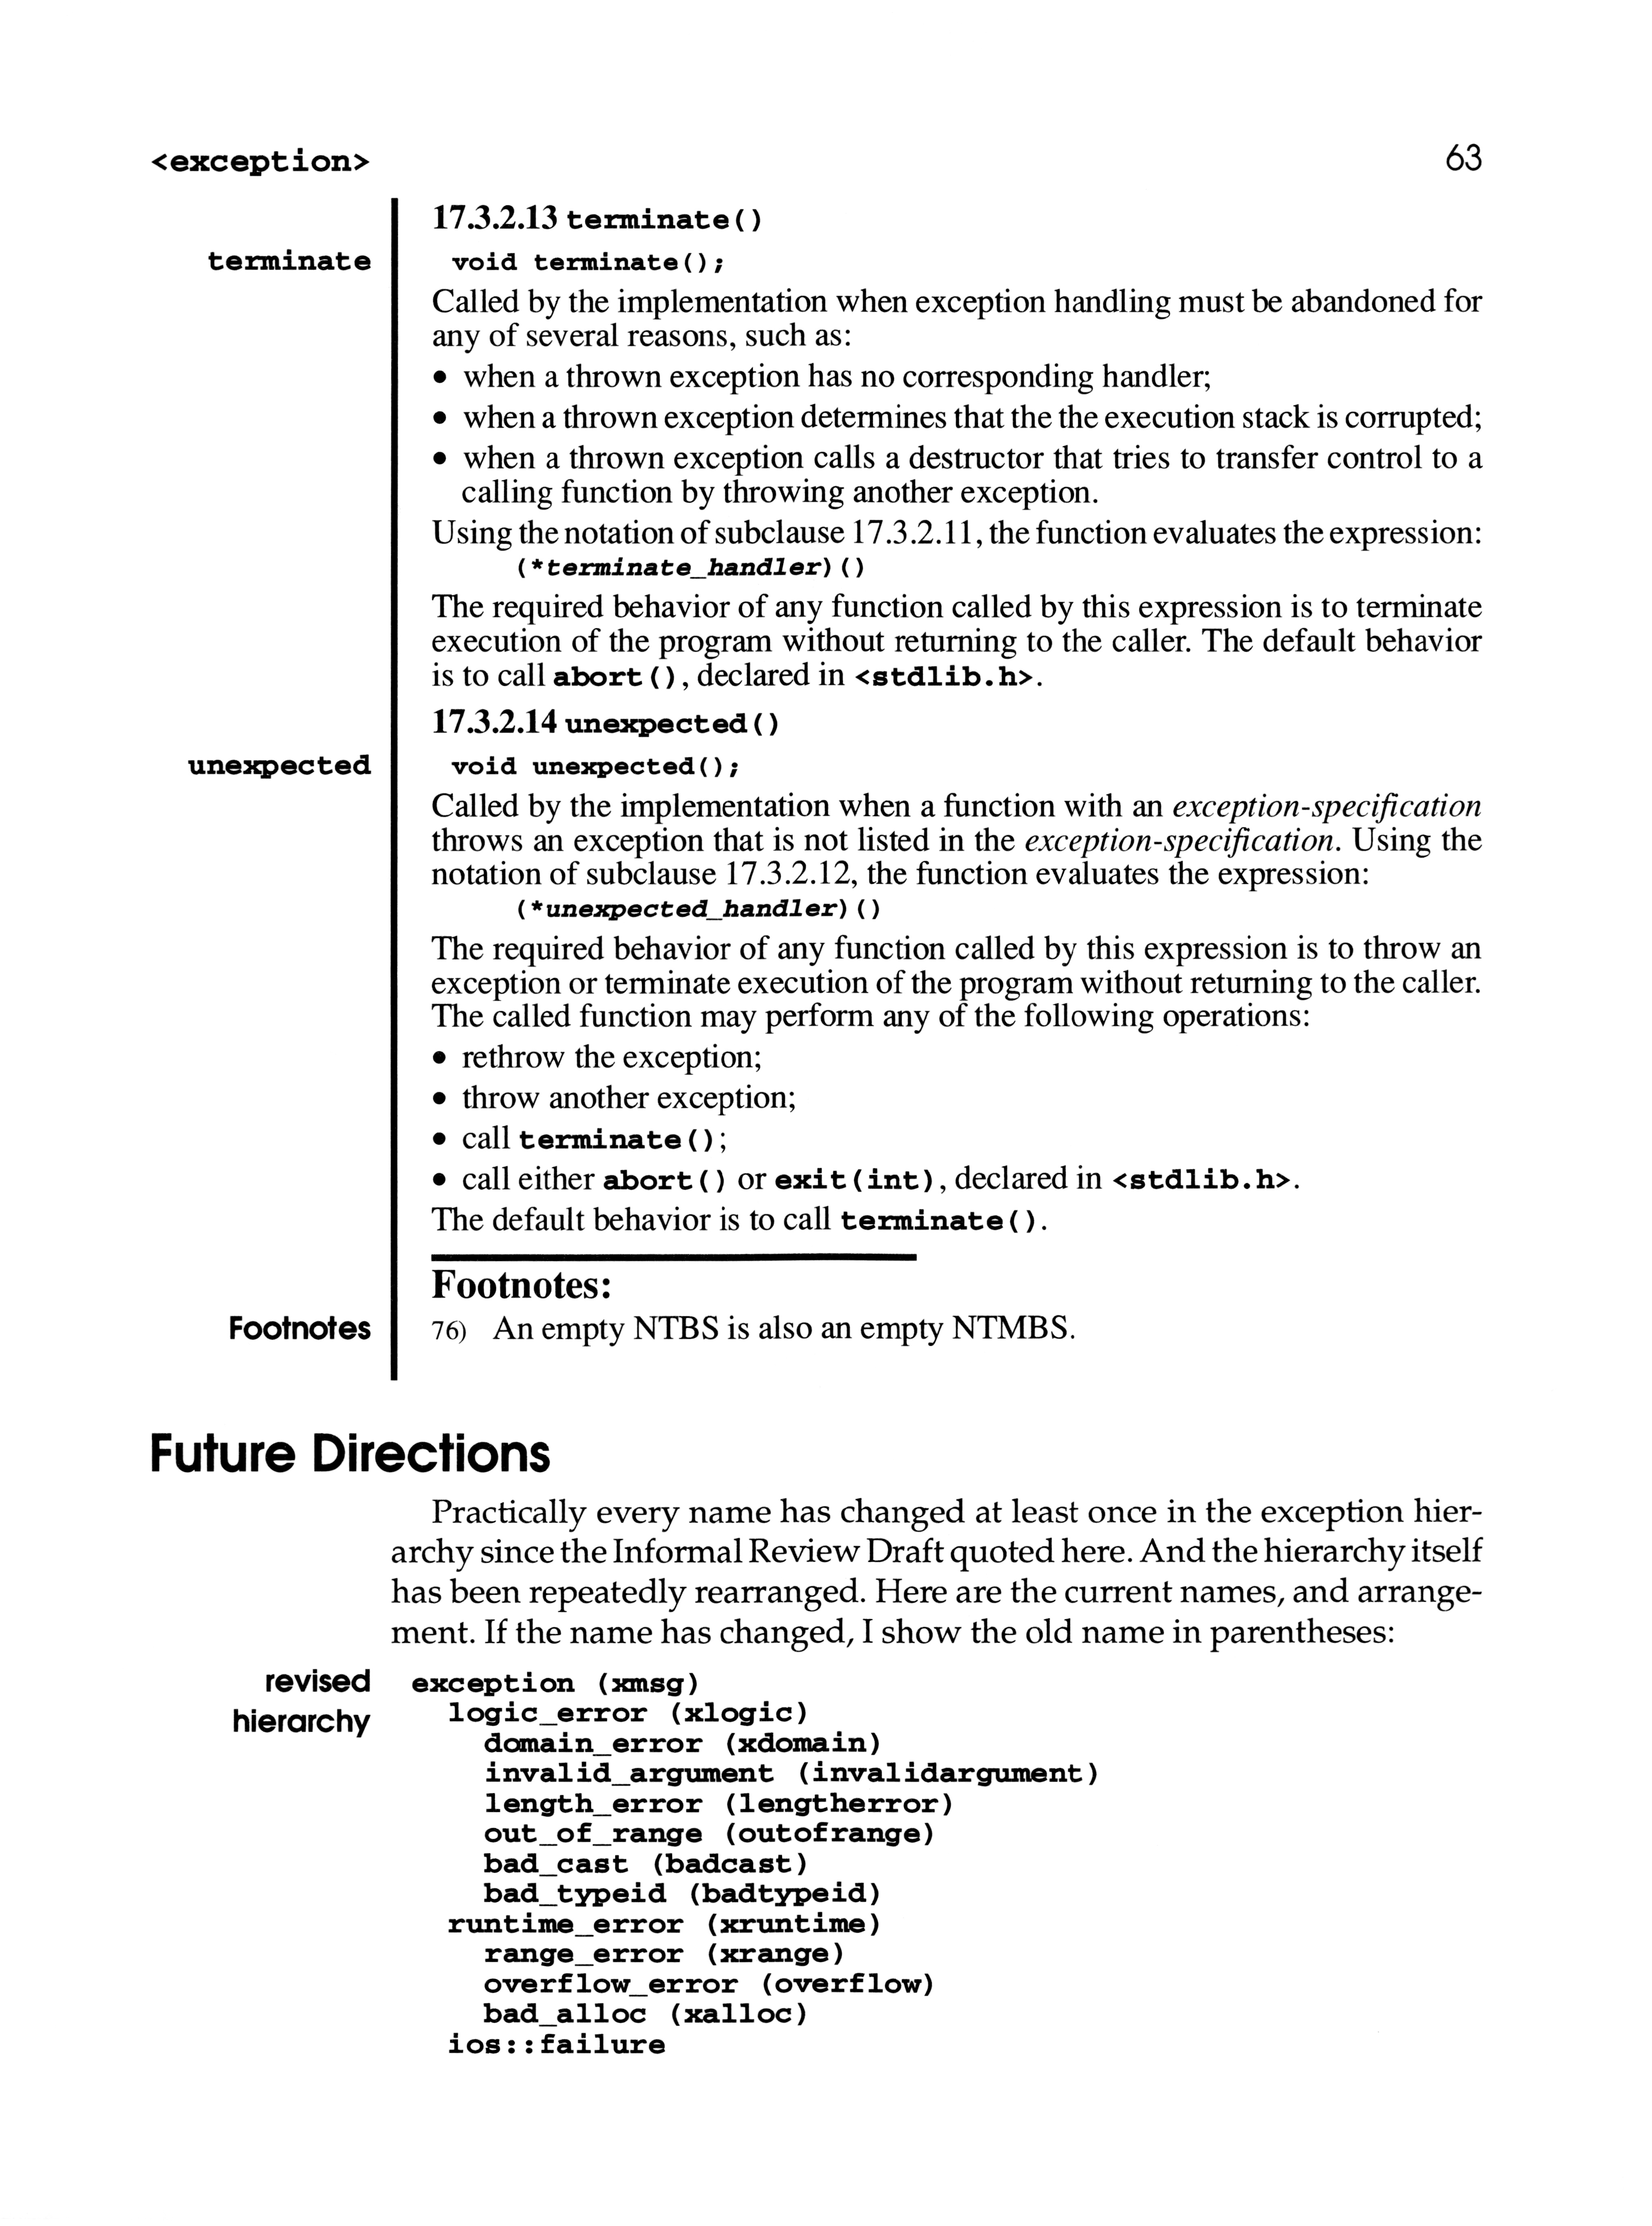 <exception> 63
17.3.2.13 terminate()
terminate void terminate();
Called by the implementation when exception handling must be abandoned for
any of several reasons, such as:
• when a thrown exception has no corresponding handler;
• when a thrown exception determines that the the execution stack is corrupted;
• when a thrown exception calls a destructor that tries to transfer control to a
calling function by throwing another exception.
Using the notation of subclause 17.3.2.11, the function evaluates the expression:
(*terminate_handler)()
The required behavior of any function called by this expression is to terminate
execution of the program without returning to the caller. The default behavior
is to call abort(), declared in <stdlib.h>.
17.3.2.14 unexpected()
unexpected void unexpected();
Called by the implementation when a function with an exception-specification
throws an exception that is not listed in the exception-specification. Using the
notation of subclause 17.3.2.12, the function evaluates the expression:
(*unexpected_handler)()
The required behavior of any function called by this expression is to throw an
exception or terminate execution of the program without returning to the caller.
The called function may perform any of the following operations:
• rethrow the exception;
• throw another exception;
• call terminate();
• call either abort() or exit(int), declared in <stdlib.h>.
The default behavior is to call terminate().
Footnotes:
Footnotes 76) An empty NTBS is also an empty NTMBS.
Future Directions
Practically every name has changed at least once in the exception hier-
archy since the Informal Review Draft quoted here. And the hierarchy itself
has been repeatedly rearranged. Here are the current names, and arrange-
ment. If the name has changed, I show the old name in parentheses:
revised exception (xmsg)
hierarchy logic_error (xlogic)
domain_error (xdomain)
invalid_argument (invalidargument)
length_error (lengtherror)
out_of_range (outofrange)
bad_cast (badcast)
bad_typeid (badtypeid)
runtime_error (xruntime)
range_error (xrange)
overflow_error (overflow)
bad_alloc (xalloc)
ios::failure